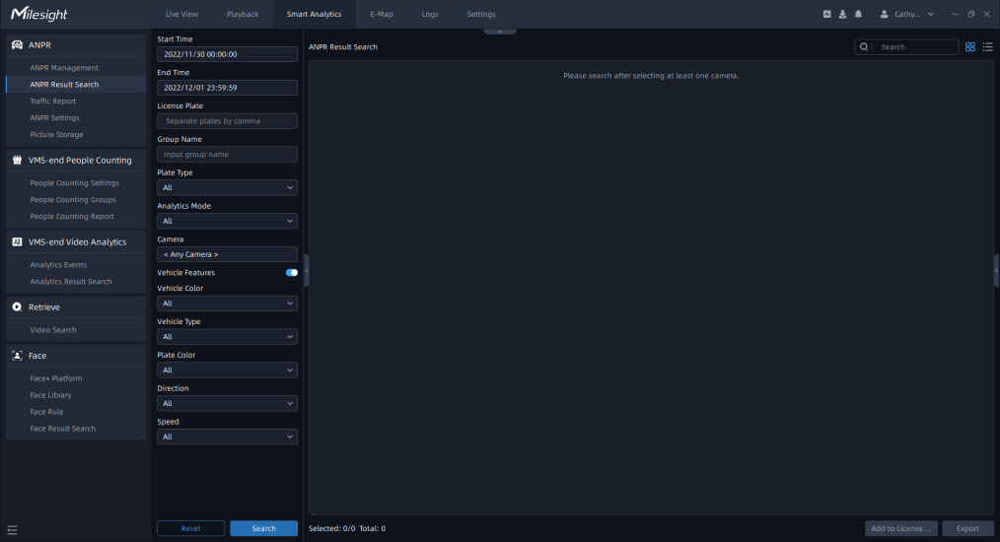 Milesight
Live View
Playback
Smart Analytics
E-Map
Logs
Settings
Cathy...
ANPR
ANPR Management
ANPR Result Search
Traffic Report
ANPR Settings
Picture Storage
VMS-end People Counting
People Counting Settings
People Counting Groups
People Counting Report
AI
VMS-end Video Analytics
Analytics Events
Analytics Result Search
Retrieve
Video Search
Face
Face+ Platform
Face Library
Face Rule
Face Result Search
Start Time
2022/11/30 00:00:00
End Time
2022/12/01 23:59:59
License Plate
Separate plates by comma
Group Name
Input group name
Plate Type
All
Analytics Mode
All
Camera
< Any Camera >
Vehicle Features
Vehicle Color
All
Vehicle Type
All
Plate Color
All
Direction
All
Speed
All
Reset
Search
ANPR Result Search
Search
Please search after selecting at least one camera.
Selected: 0/0 Total: 0
Add to License ...
Export